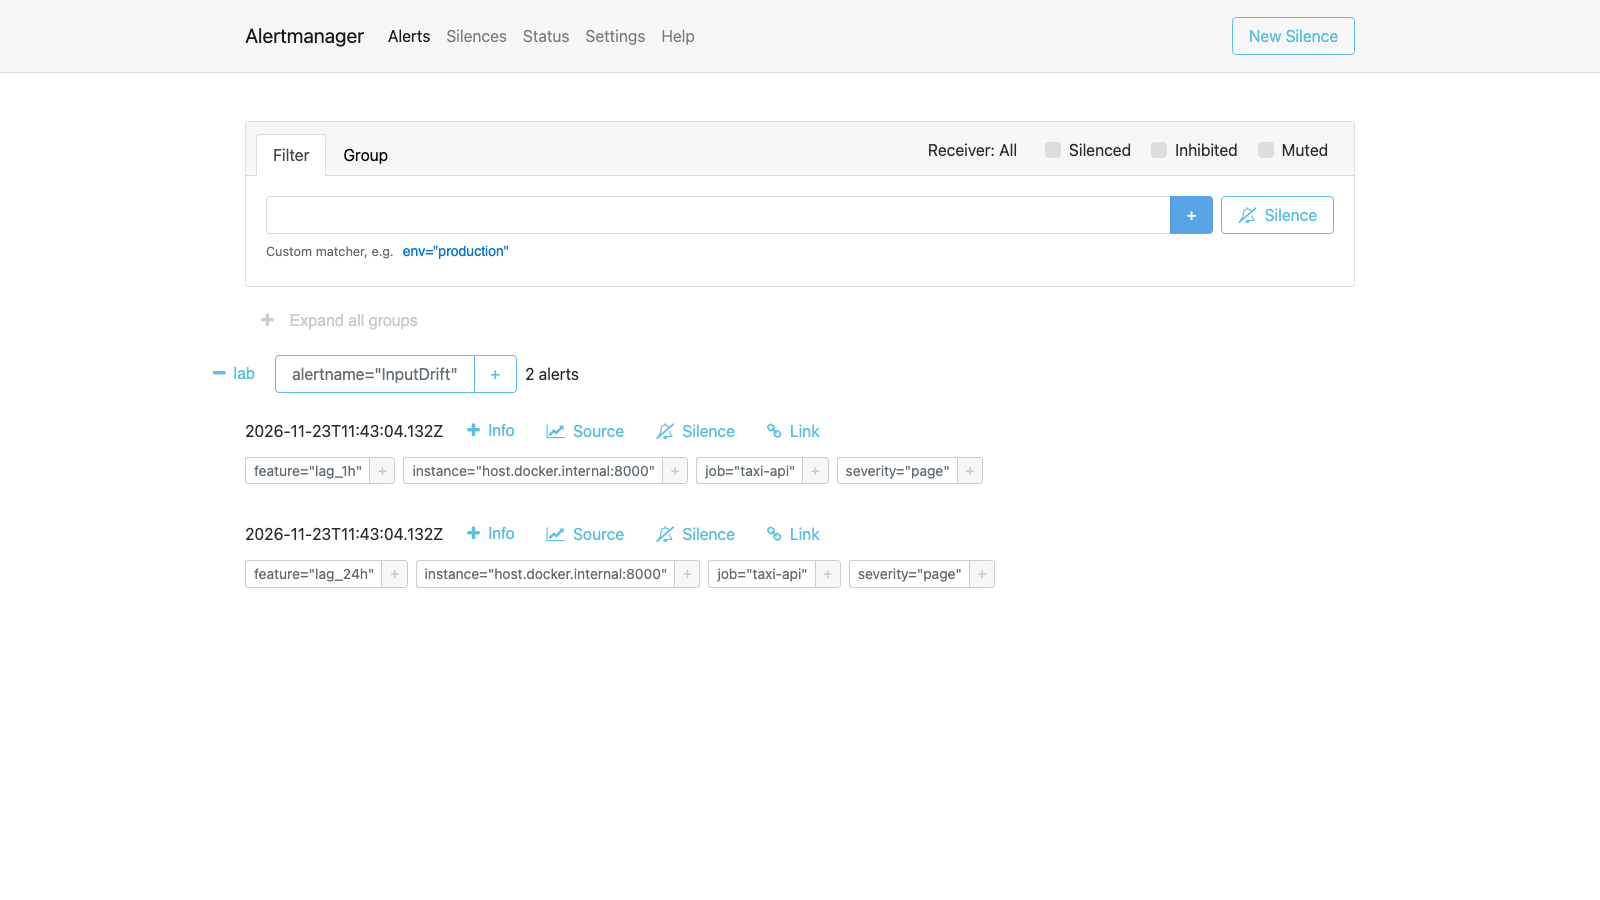 Alertmanager Alerts Silences Status Settings Help New Silence
Filter Group Receiver: All Silenced Inhibited Muted
+ Silence
Custom matcher, e.g. env="production"
+ Expand all groups
lab alertname="InputDrift" + 2 alerts
2026-11-23T11:43:04.132Z + Info Source Silence Link
feature="lag_1h" + instance="host.docker.internal:8000" + job="taxi-api" + severity="page" +
2026-11-23T11:43:04.132Z + Info Source Silence Link
feature="lag_24h" + instance="host.docker.internal:8000" + job="taxi-api" + severity="page" +